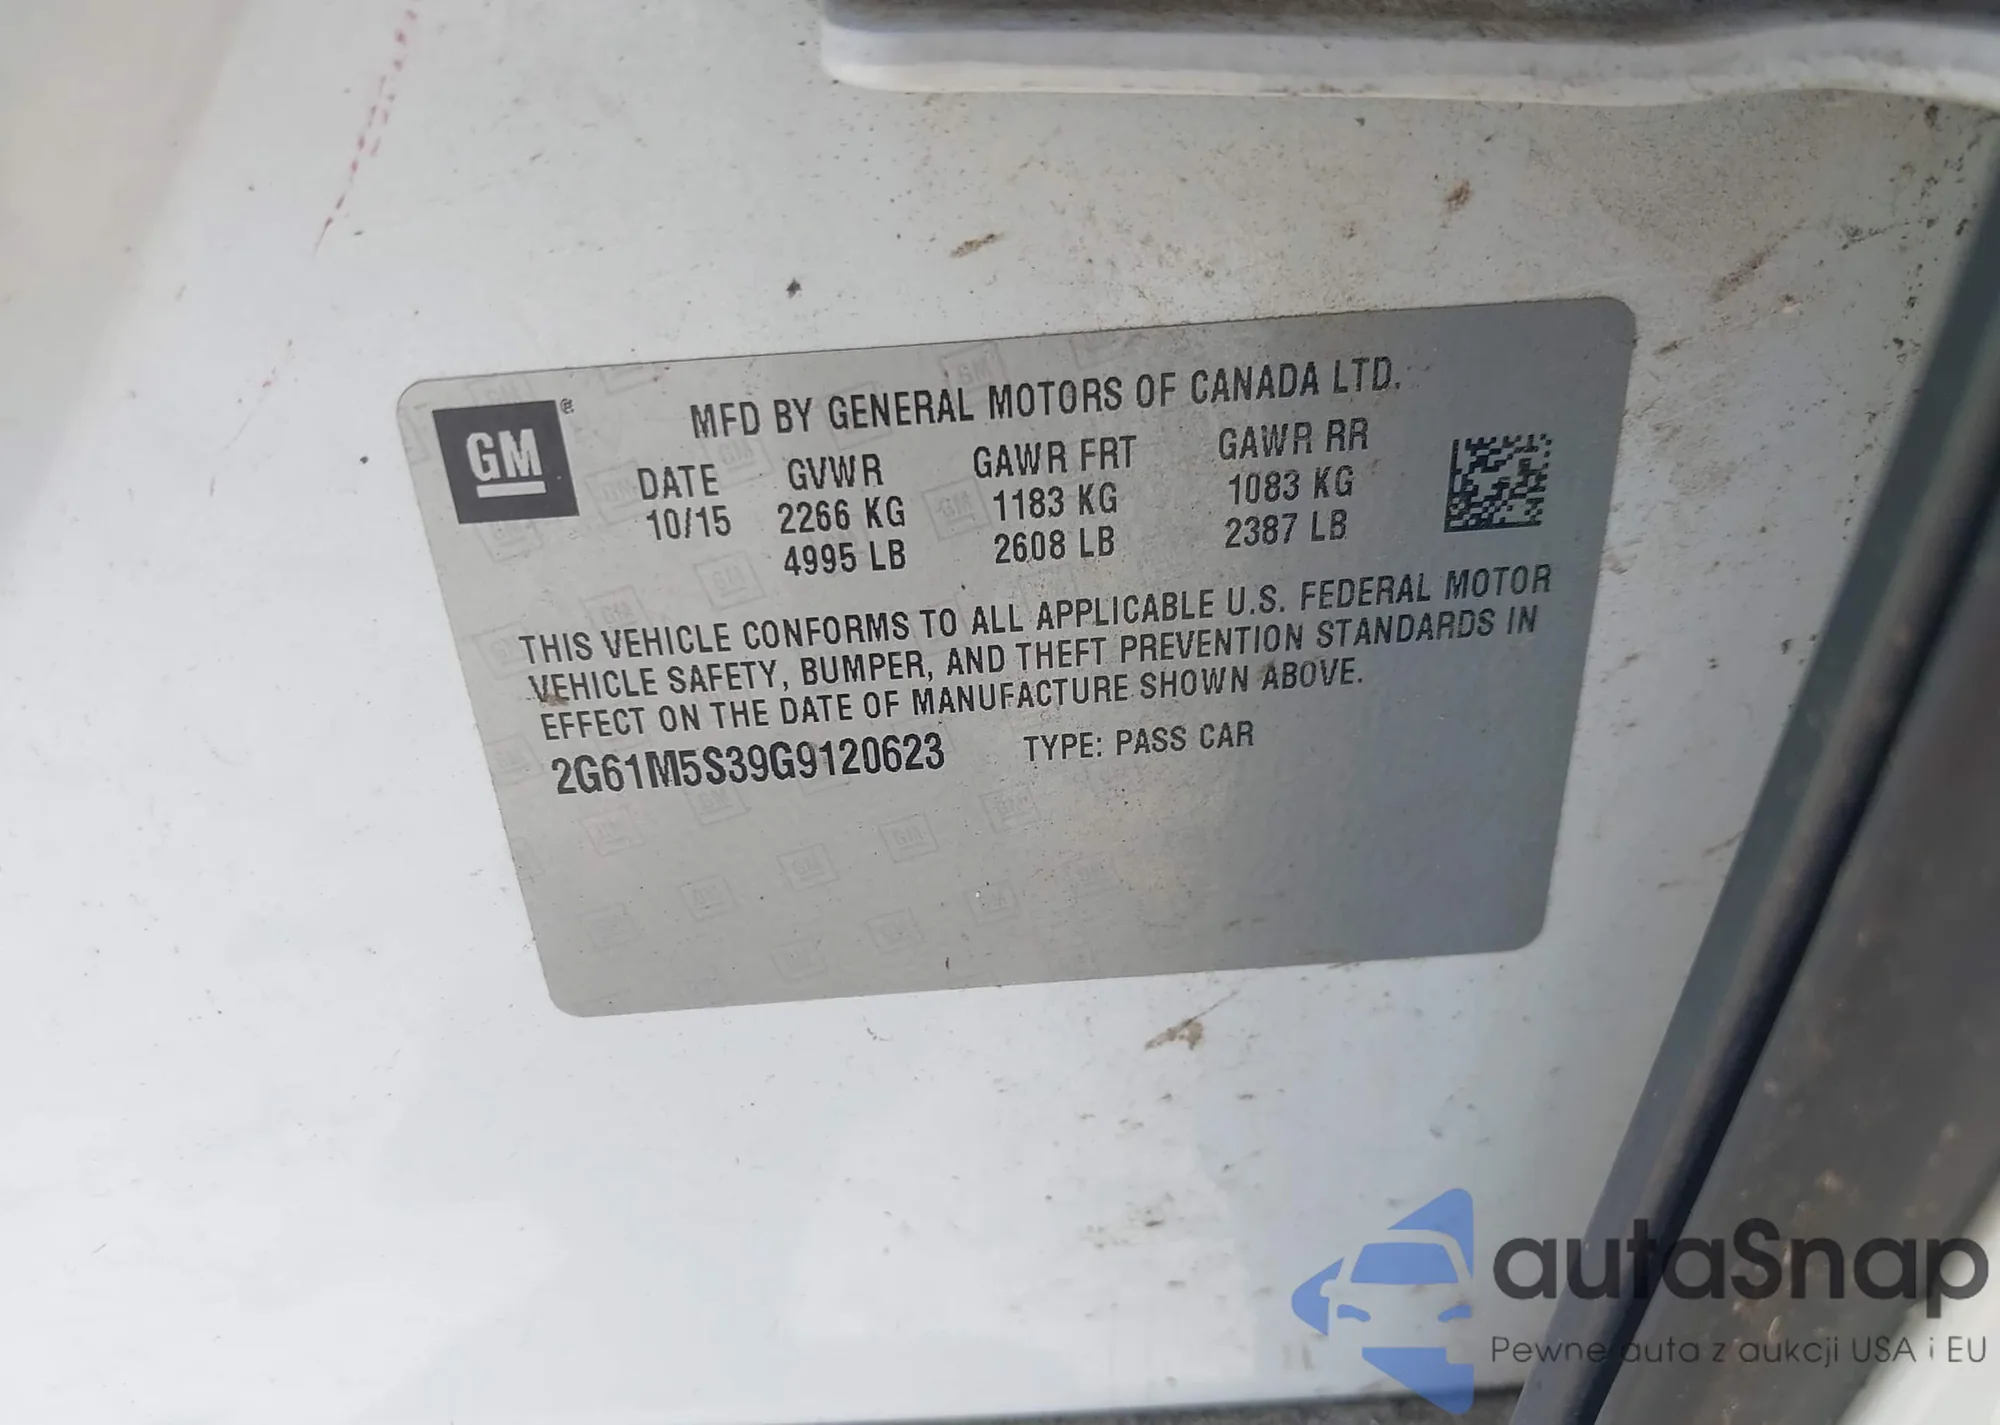 GM®
MFD BY GENERAL MOTORS OF CANADA LTD.
DATE GVWR GAWR FRT GAWR RR
10/15 2266 KG 1183 KG 1083 KG
4995 LB 2608 LB 2387 LB
THIS VEHICLE CONFORMS TO ALL APPLICABLE U.S. FEDERAL MOTOR
VEHICLE SAFETY, BUMPER, AND THEFT PREVENTION STANDARDS IN
EFFECT ON THE DATE OF MANUFACTURE SHOWN ABOVE.
2G61M5S39G9120623 TYPE: PASS CAR
autaSnap
Pewne auta z aukcji USA i EU